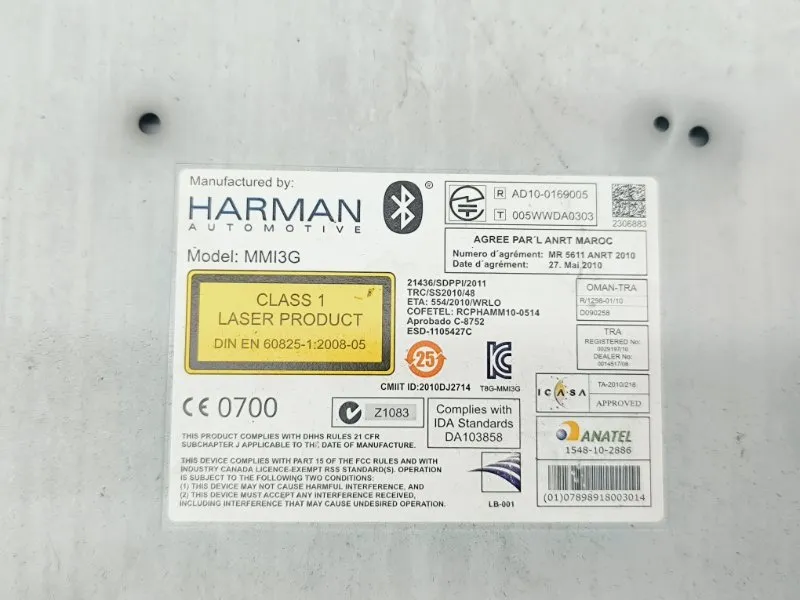 Manufactured by:
HARMAN
AUTOMOTIVE
Model: MMI3G
®
R AD10-0169005
T 005WWDA0303
2306883
AGREE PAR´L ANRT MAROC
Numero d´agrément: MR 5611 ANRT 2010
Date d´agrément: 27. Mai 2010
CLASS 1
LASER PRODUCT
DIN EN 60825-1:2008-05
21436/SDPPI/2011
TRC/SS2010/48
ETA: 554/2010/WRLO
COFETEL: RCPHAMM10-0514
Aprobado C-8752
ESD-1105427C
OMAN-TRA
R/1298-01/10
D090258
TRA
REGISTERED No:
0029197/10
DEALER No:
0014517/08
25
CMIIT ID:2010DJ2714
T8G-MMI3G
ICASA
TA-2010/216
APPROVED
CE 0700
Z1083
Complies with
IDA Standards
DA103858
ANATEL
1548-10-2886
THIS PRODUCT COMPLIES WITH DHHS RULES 21 CFR
SUBCHAPTER J APPLICABLE TO THE DATE OF MANUFACTURE.
THIS DEVICE COMPLIES WITH PART 15 OF THE FCC RULES AND WITH
INDUSTRY CANADA LICENCE-EXEMPT RSS STANDARD(S). OPERATION
IS SUBJECT TO THE FOLLOWING TWO CONDITIONS:
(1) THIS DEVICE MAY NOT CAUSE HARMFUL INTERFERENCE, AND
(2) THIS DEVICE MUST ACCEPT ANY INTERFERENCE RECEIVED,
INCLUDING INTERFERENCE THAT MAY CAUSE UNDESIRED OPERATION.
LB-001
(01)07898918003014